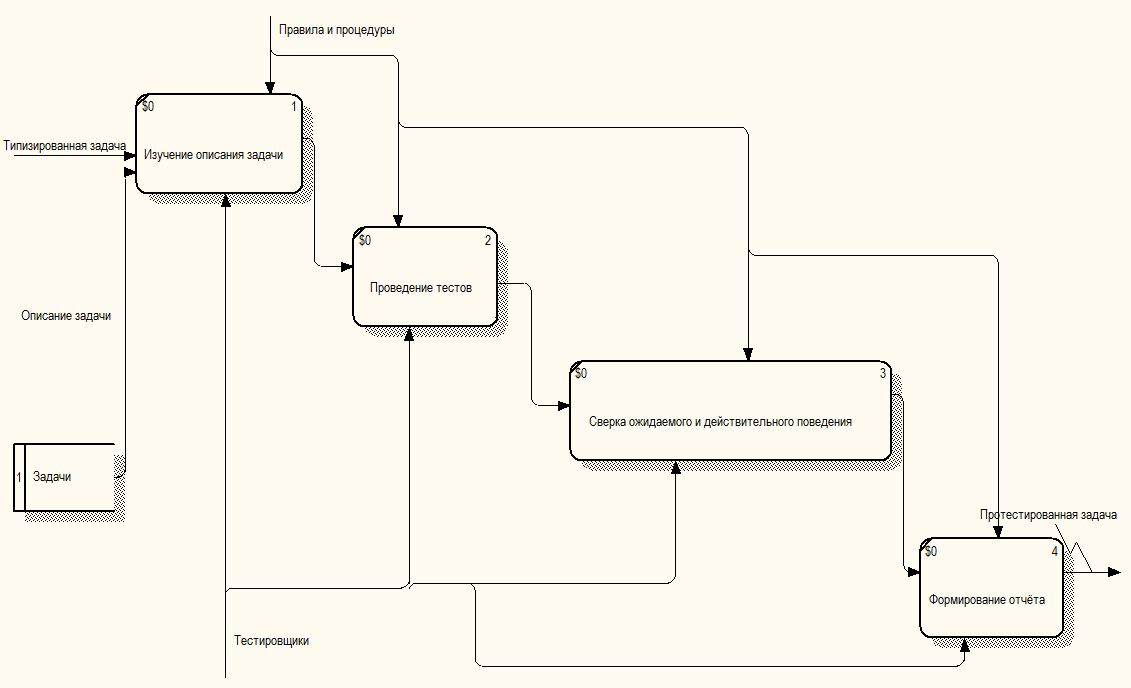 Правила и процедуры
$0 1
Типизированная задача
Изучение описания задачи
$0 2
Проведение тестов
Описание задачи
$0 3
Сверка ожидаемого и действительного поведения
1 Задачи
Протестированная задача
$0 4
Формирование отчёта
Тестировщики